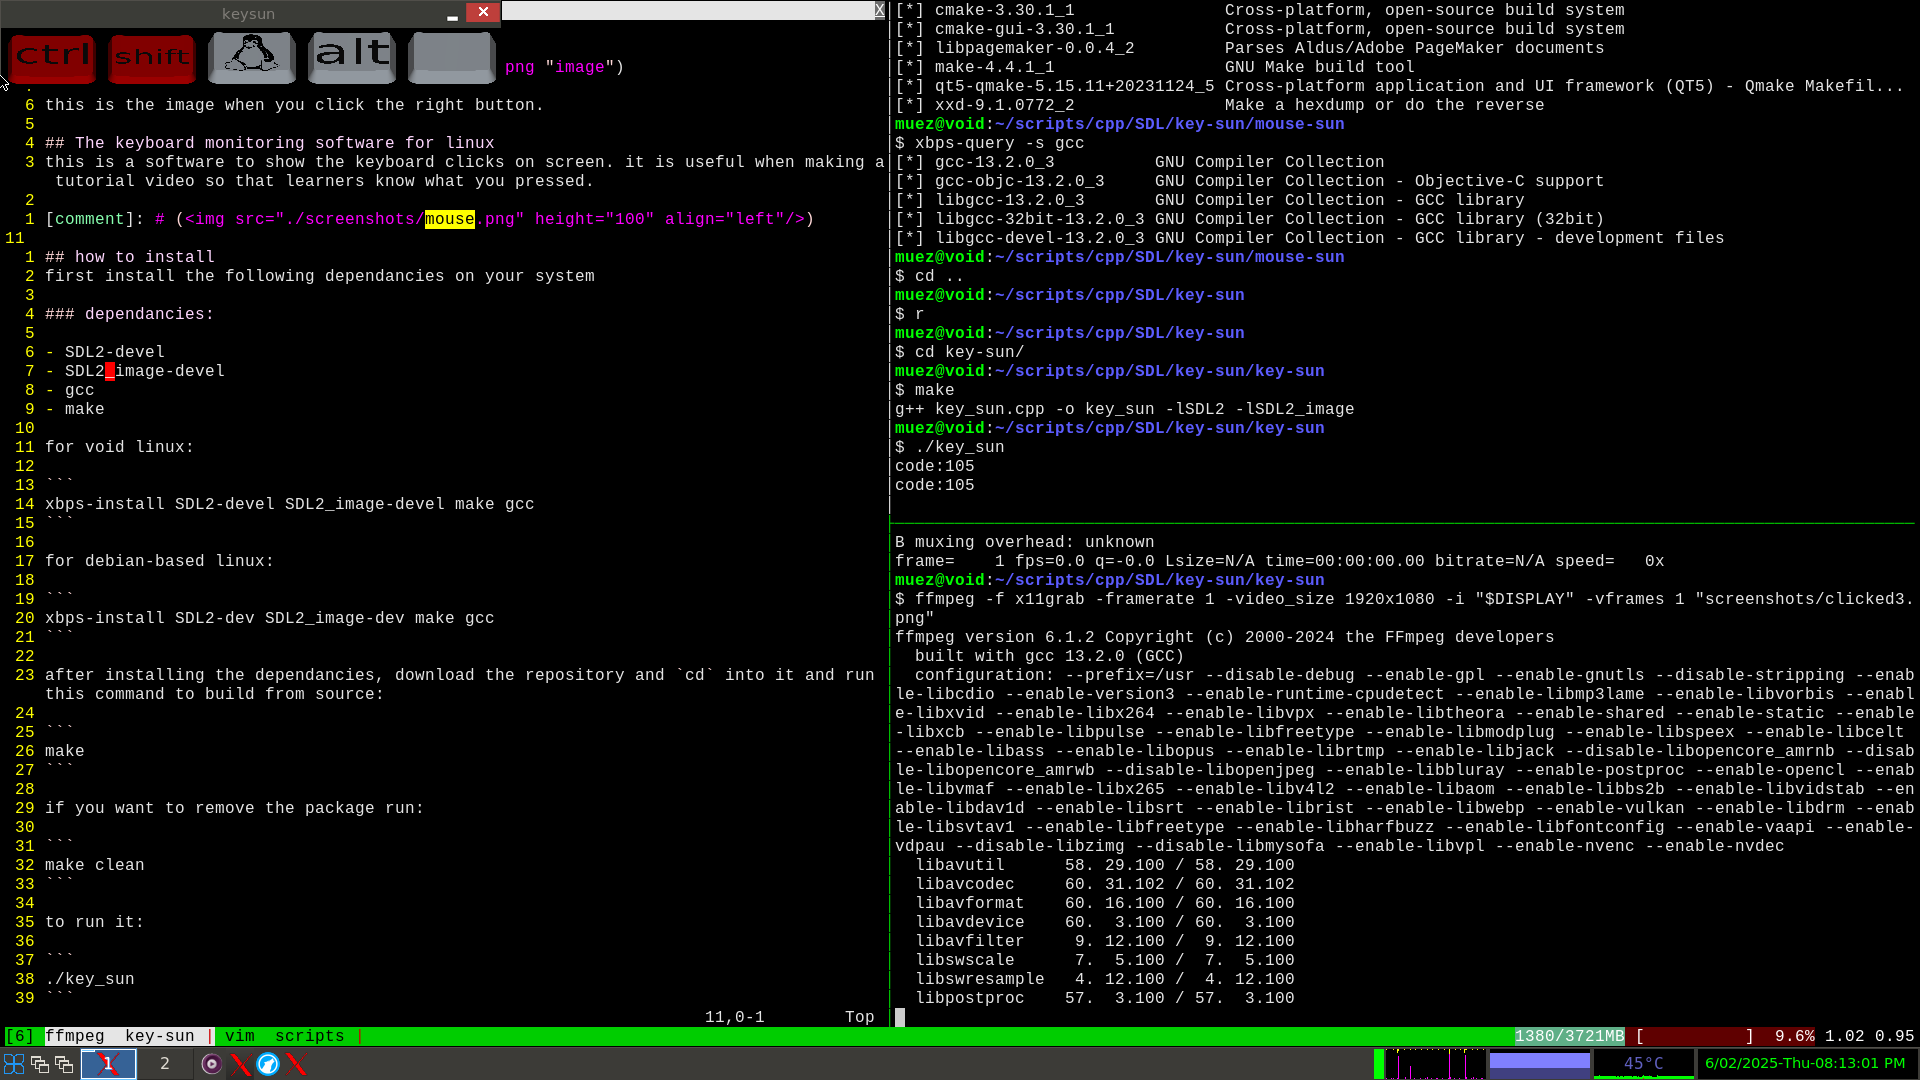 keysun
ctrl shift alt
png "image")
6 this is the image when you click the right button.
5
4 ## The keyboard monitoring software for linux
3 this is a software to show the keyboard clicks on screen. it is useful when making a
tutorial video so that learners know what you pressed.
2
1 [comment]: # (<img src="./screenshots/mouse.png" height="100" align="left"/>)
11
1 ## how to install
2 first install the following dependancies on your system
3
4 ### dependancies:
5
6 - SDL2-devel
7 - SDL2_image-devel
8 - gcc
9 - make
10
11 for void linux:
12
13 ```
14 xbps-install SDL2-devel SDL2_image-devel make gcc
15 ```
16
17 for debian-based linux:
18
19 ```
20 xbps-install SDL2-dev SDL2_image-dev make gcc
21 ```
22
23 after installing the dependancies, download the repository and `cd` into it and run
this command to build from source:
24
25 ```
26 make
27 ```
28
29 if you want to remove the package run:
30
31 ```
32 make clean
33 ```
34
35 to run it:
36
37 ```
38 ./key_sun
39 ```
11,0-1 Top
X
[*] cmake-3.30.1_1 Cross-platform, open-source build system
[*] cmake-gui-3.30.1_1 Cross-platform, open-source build system
[*] libpagemaker-0.0.4_2 Parses Aldus/Adobe PageMaker documents
[*] make-4.4.1_1 GNU Make build tool
[*] qt5-qmake-5.15.11+20231124_5 Cross-platform application and UI framework (QT5) - Qmake Makefil...
[*] xxd-9.1.0772_2 Make a hexdump or do the reverse
muez@void:~/scripts/cpp/SDL/key-sun/mouse-sun
$ xbps-query -s gcc
[*] gcc-13.2.0_3 GNU Compiler Collection
[*] gcc-objc-13.2.0_3 GNU Compiler Collection - Objective-C support
[*] libgcc-13.2.0_3 GNU Compiler Collection - GCC library
[*] libgcc-32bit-13.2.0_3 GNU Compiler Collection - GCC library (32bit)
[*] libgcc-devel-13.2.0_3 GNU Compiler Collection - GCC library - development files
muez@void:~/scripts/cpp/SDL/key-sun/mouse-sun
$ cd ..
muez@void:~/scripts/cpp/SDL/key-sun
$ r
muez@void:~/scripts/cpp/SDL/key-sun
$ cd key-sun/
muez@void:~/scripts/cpp/SDL/key-sun/key-sun
$ make
g++ key_sun.cpp -o key_sun -lSDL2 -lSDL2_image
muez@void:~/scripts/cpp/SDL/key-sun/key-sun
$ ./key_sun
code:105
code:105
B muxing overhead: unknown
frame= 1 fps=0.0 q=-0.0 Lsize=N/A time=00:00:00.00 bitrate=N/A speed= 0x
muez@void:~/scripts/cpp/SDL/key-sun/key-sun
$ ffmpeg -f x11grab -framerate 1 -video_size 1920x1080 -i "$DISPLAY" -vframes 1 "screenshots/clicked3.
png"
ffmpeg version 6.1.2 Copyright (c) 2000-2024 the FFmpeg developers
built with gcc 13.2.0 (GCC)
configuration: --prefix=/usr --disable-debug --enable-gpl --enable-gnutls --disable-stripping --enab
le-libcdio --enable-version3 --enable-runtime-cpudetect --enable-libmp3lame --enable-libvorbis --enabl
e-libxvid --enable-libx264 --enable-libvpx --enable-libtheora --enable-shared --enable-static --enable
-libxcb --enable-libpulse --enable-libfreetype --enable-libmodplug --enable-libspeex --enable-libcelt
--enable-libass --enable-libopus --enable-librtmp --enable-libjack --disable-libopencore_amrnb --disab
le-libopencore_amrwb --disable-libopenjpeg --enable-libbluray --enable-postproc --enable-opencl --enab
le-libvmaf --enable-libx265 --enable-libv4l2 --enable-libaom --enable-libbs2b --enable-libvidstab --en
able-libdav1d --enable-libsrt --enable-librist --enable-libwebp --enable-vulkan --enable-libdrm --enab
le-libsvtav1 --enable-libfreetype --enable-libharfbuzz --enable-libfontconfig --enable-vaapi --enable-
vdpau --disable-libzimg --disable-libmysofa --enable-libvpl --enable-nvenc --enable-nvdec
libavutil 58. 29.100 / 58. 29.100
libavcodec 60. 31.102 / 60. 31.102
libavformat 60. 16.100 / 60. 16.100
libavdevice 60. 3.100 / 60. 3.100
libavfilter 9. 12.100 / 9. 12.100
libswscale 7. 5.100 / 7. 5.100
libswresample 4. 12.100 / 4. 12.100
libpostproc 57. 3.100 / 57. 3.100
[6] ffmpeg key-sun | vim scripts | 1380/3721MB [ ] 9.6% 1.02 0.95
1 2 45°C 6/02/2025-Thu-08:13:01 PM